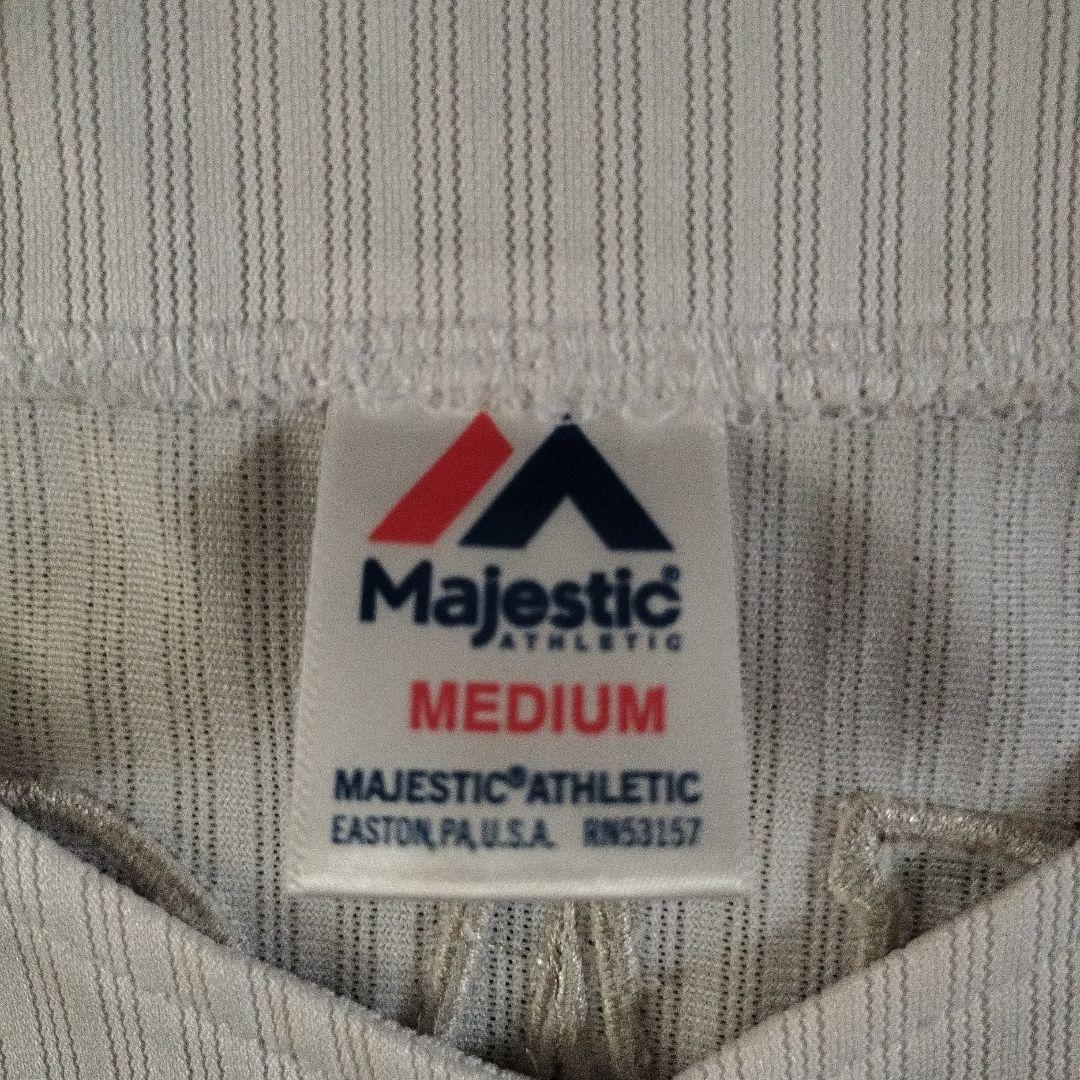 Majestic®
ATHLETIC
MEDIUM
MAJESTIC® ATHLETIC
EASTON, PA, U.S.A. RN53157